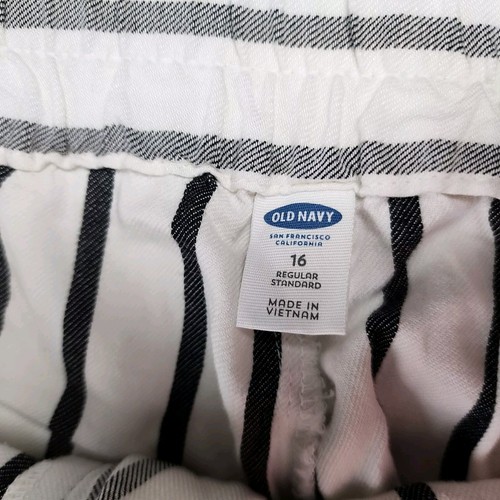 OLD NAVY
SAN FRANCISCO
CALIFORNIA
16
REGULAR
STANDARD
MADE IN
VIETNAM